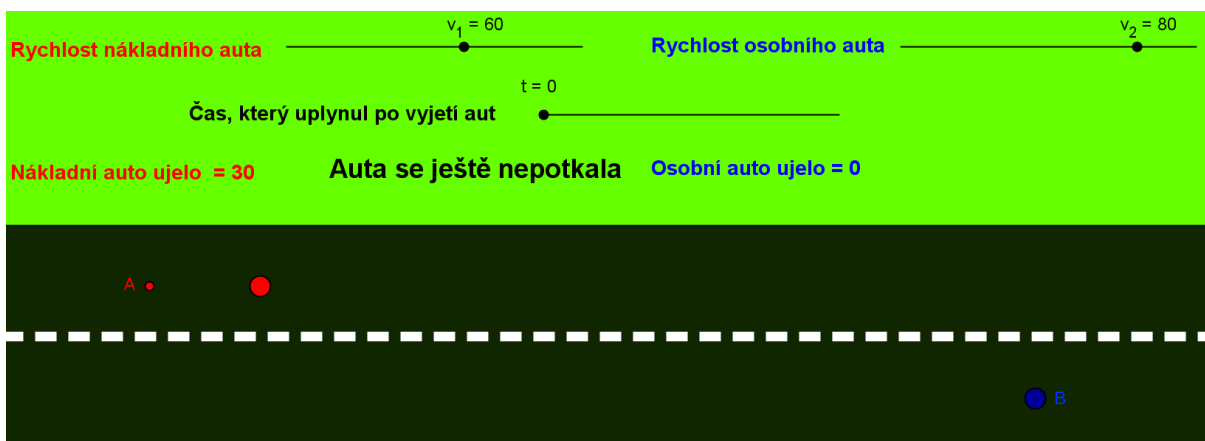 v₁ = 60
v₂ = 80
Rychlost nákladního auta
Rychlost osobního auta
t = 0
Čas, který uplynul po vyjetí aut
Nákladní auto ujelo = 30
Auta se ještě nepotkala
Osobní auto ujelo = 0
A
B